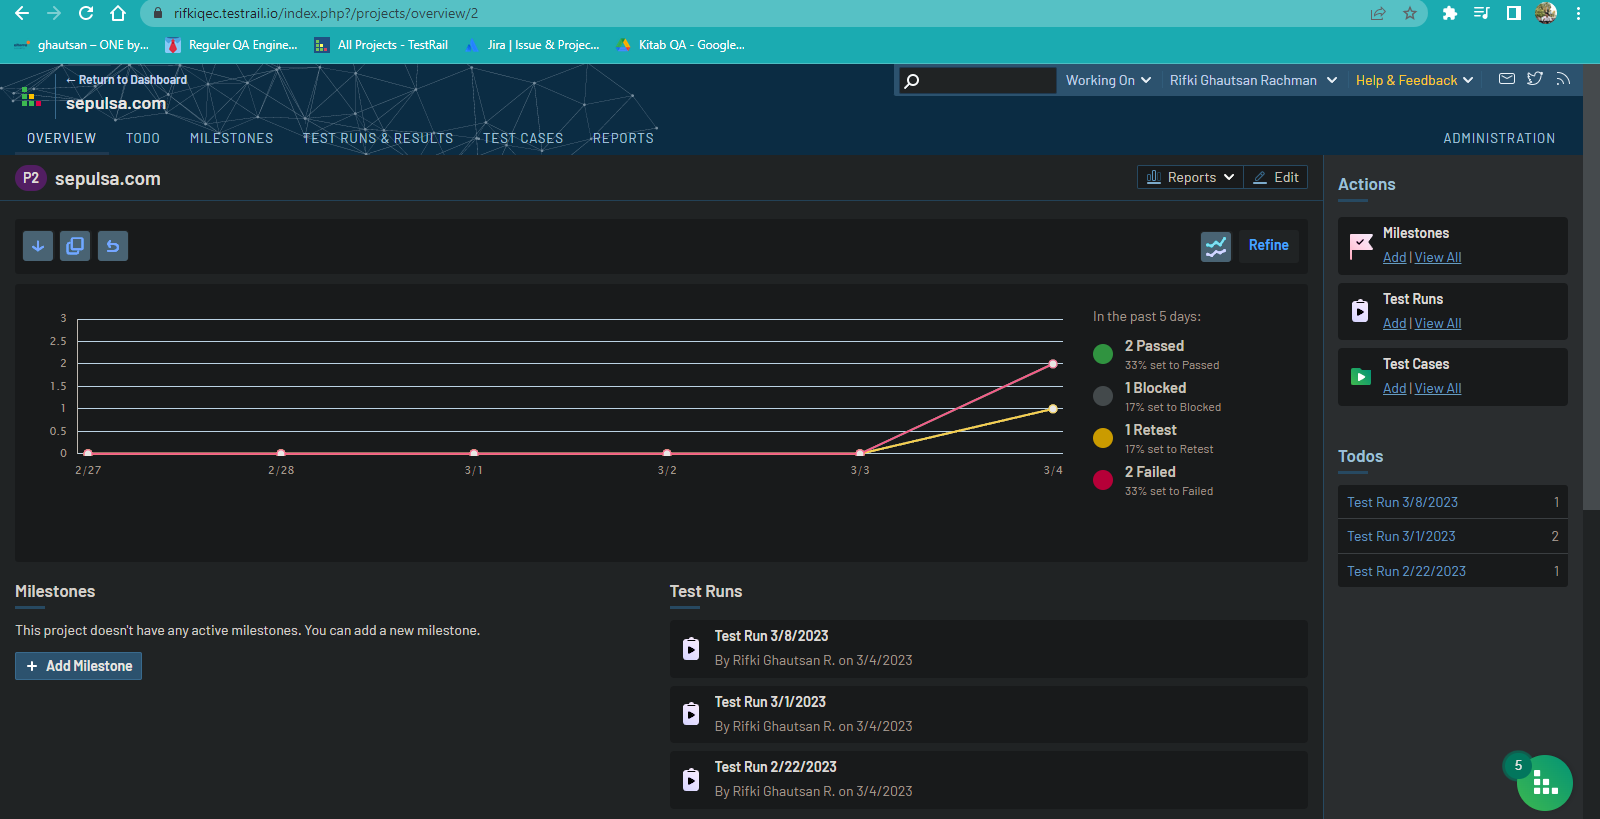 rifkiqec.testrail.io/index.php?/projects/overview/2
ghautsan – ONE by...
Reguler QA Engine...
All Projects - TestRail
Jira | Issue & Projec...
Kitab QA - Google...
← Return to Dashboard
sepulsa.com
Working On
Rifki Ghautsan Rachman
Help & Feedback
OVERVIEW
TODO
MILESTONES
TEST RUNS & RESULTS
TEST CASES
REPORTS
ADMINISTRATION
P2 sepulsa.com
Reports
Edit
Refine
3
2.5
2
1.5
1
0.5
0
2/27
2/28
3/1
3/2
3/3
3/4
In the past 5 days:
2 Passed
33% set to Passed
1 Blocked
17% set to Blocked
1 Retest
17% set to Retest
2 Failed
33% set to Failed
Milestones
This project doesn't have any active milestones. You can add a new milestone.
+ Add Milestone
Test Runs
Test Run 3/8/2023
By Rifki Ghautsan R. on 3/4/2023
Test Run 3/1/2023
By Rifki Ghautsan R. on 3/4/2023
Test Run 2/22/2023
By Rifki Ghautsan R. on 3/4/2023
Actions
Milestones
Add | View All
Test Runs
Add | View All
Test Cases
Add | View All
Todos
Test Run 3/8/2023 1
Test Run 3/1/2023 2
Test Run 2/22/2023 1
5